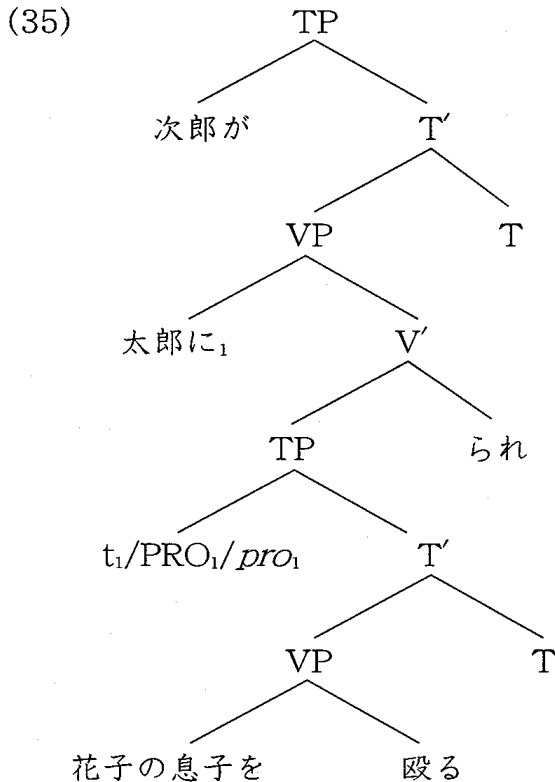 (35)
TP
次郎が T′
VP T
太郎に₁ V′
TP られ
t₁/PRO₁/pro₁ T′
VP T
花子の息子を 殴る